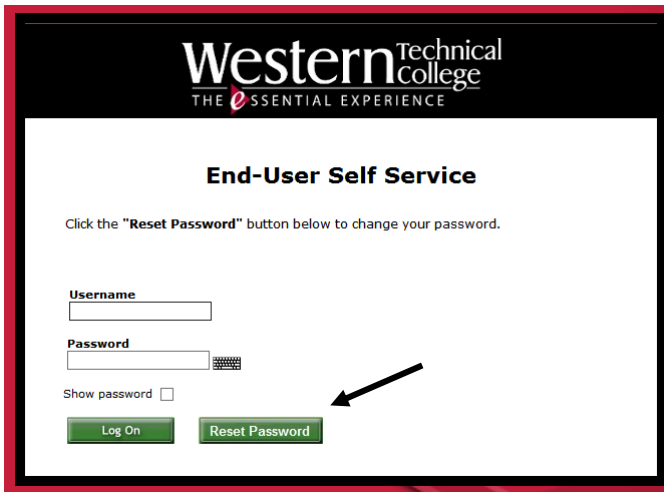 Western Technical College
THE eSSENTIAL EXPERIENCE
End-User Self Service
Click the "Reset Password" button below to change your password.
Username
Password
Show password
Log On Reset Password